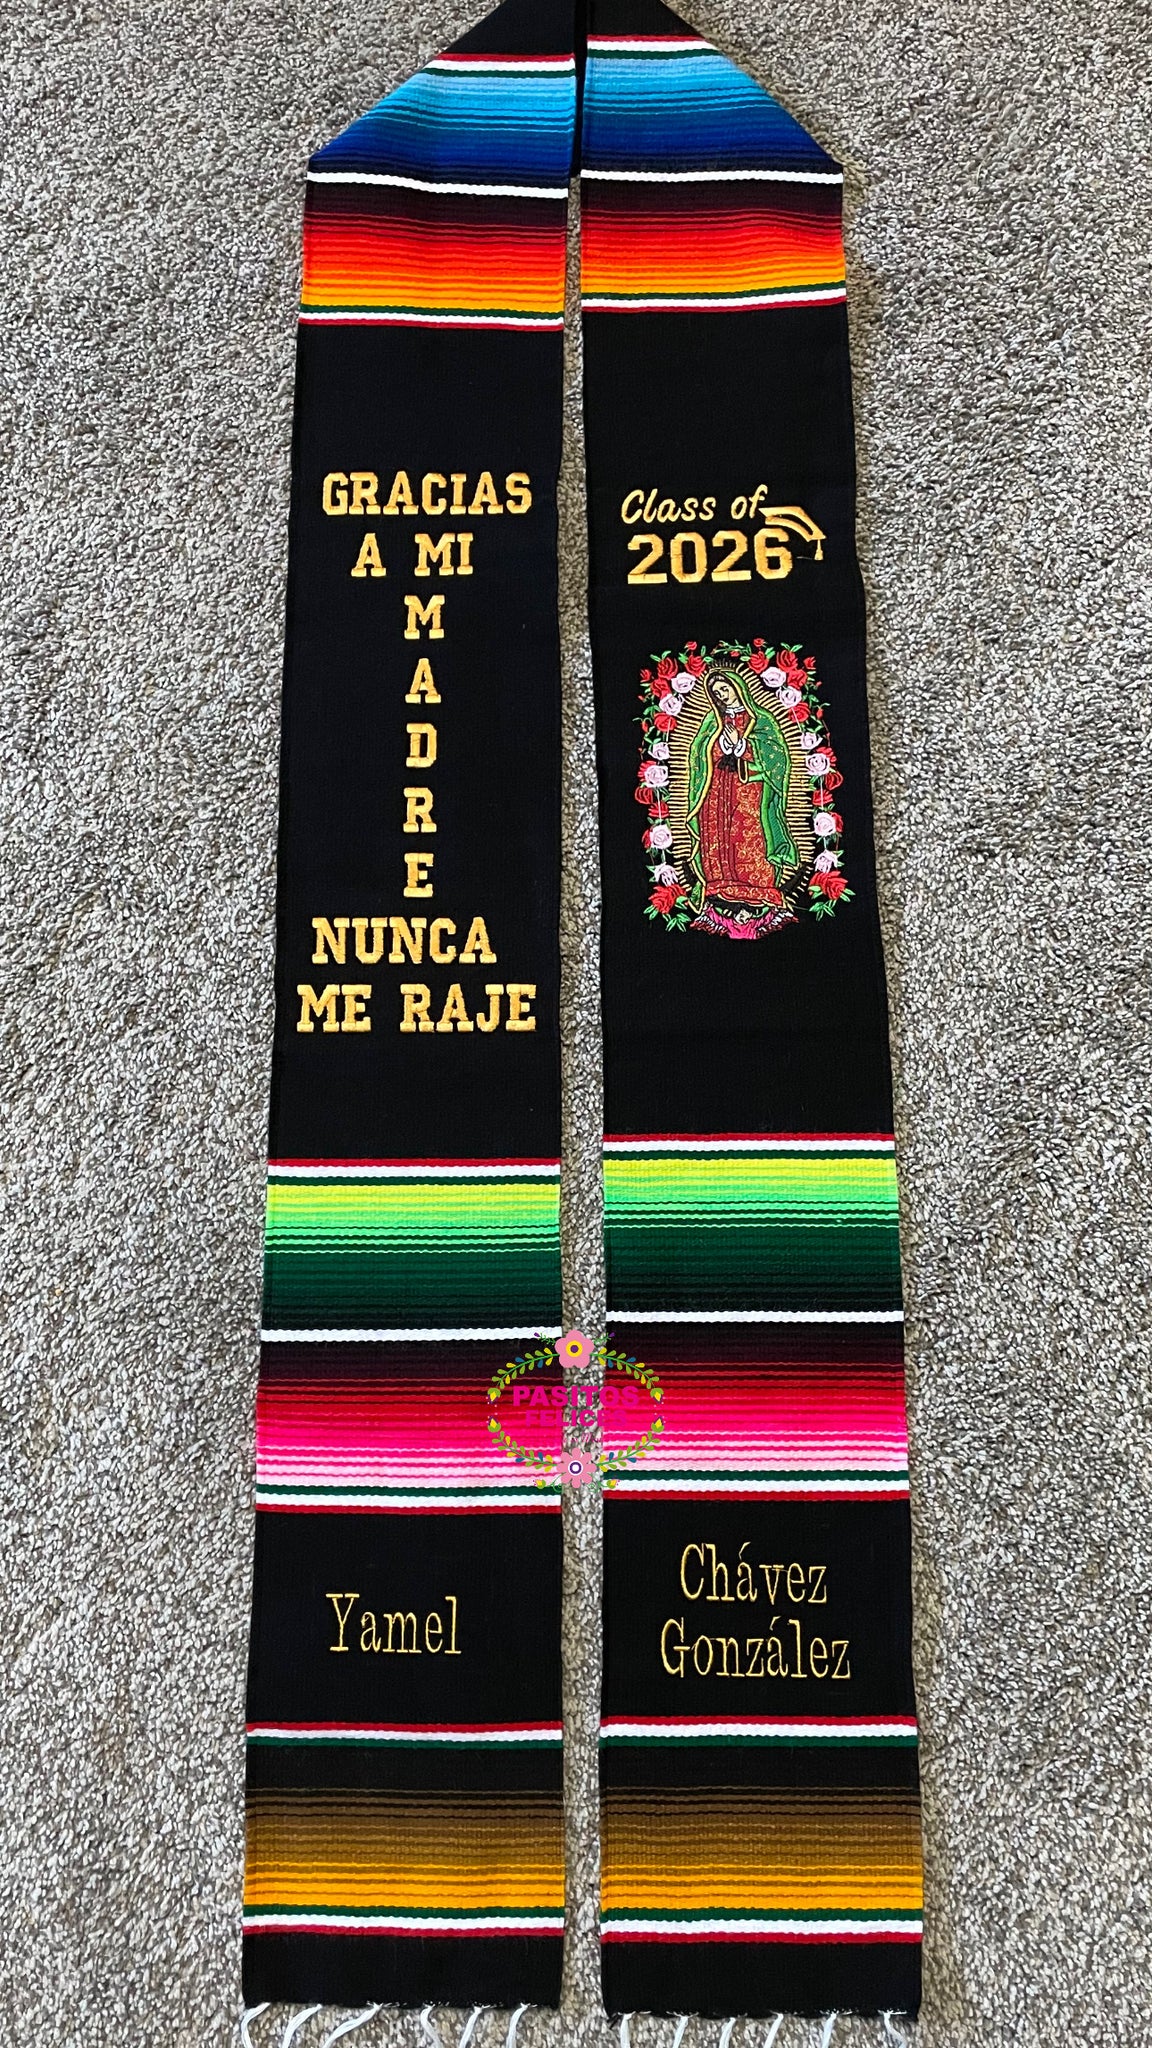 GRACIAS
A MI
M
A
D
R
E
NUNCA
ME RAJE
Class of
2026
PASITOS
FELICES
Yamel
Chávez
González